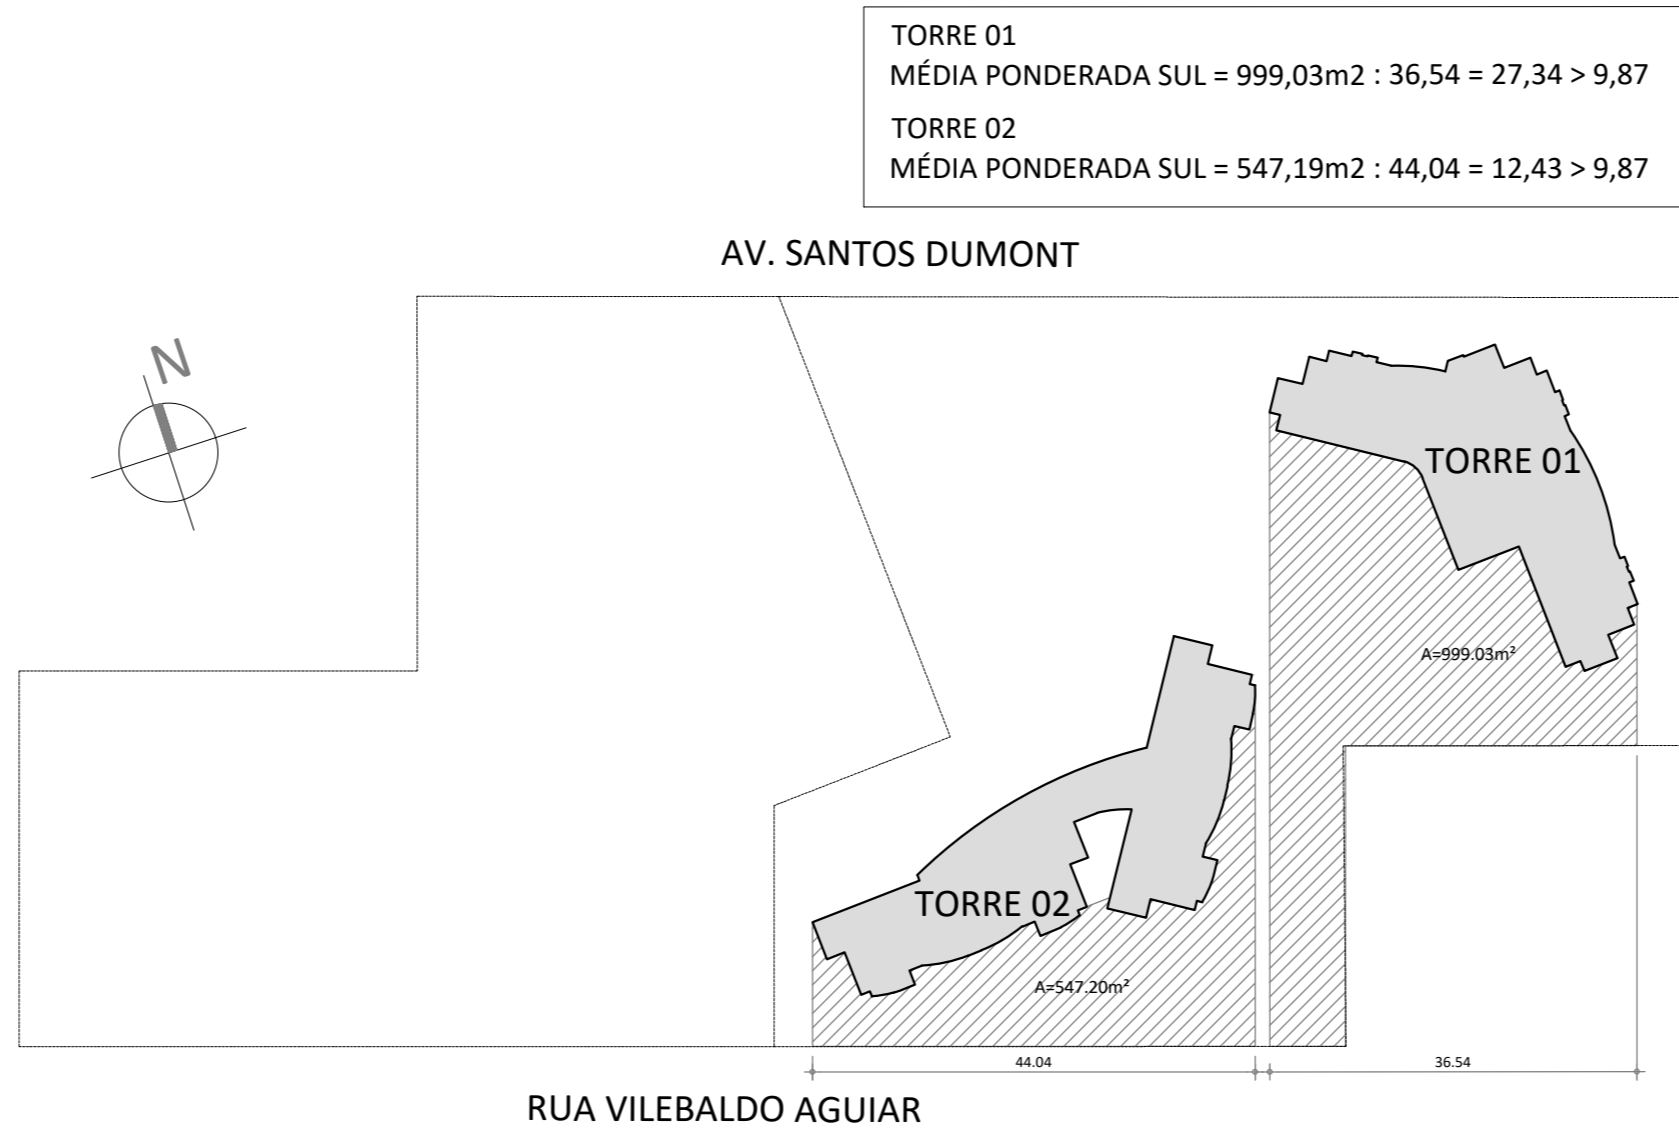 TORRE 01
MÉDIA PONDERADA SUL = 999,03m2 : 36,54 = 27,34 > 9,87
TORRE 02
MÉDIA PONDERADA SUL = 547,19m2 : 44,04 = 12,43 > 9,87
AV. SANTOS DUMONT
N
TORRE 01
A=999.03m²
TORRE 02
A=547.20m²
44.04
36.54
RUA VILEBALDO AGUIAR